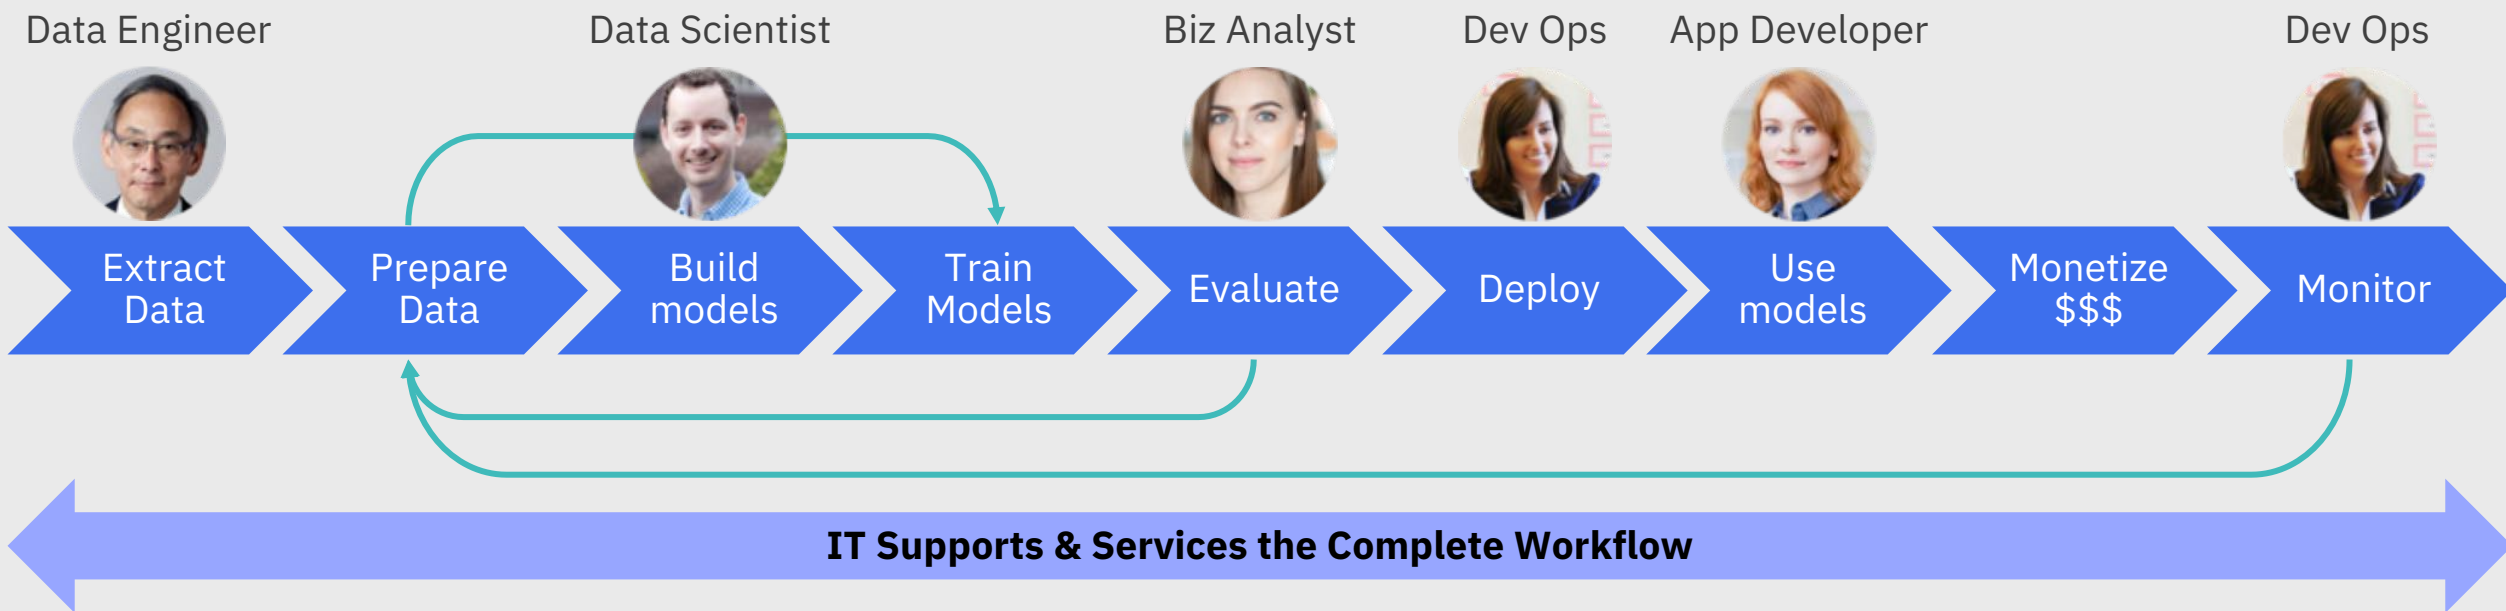 Data Engineer
Data Scientist
Biz Analyst
Dev Ops
App Developer
Dev Ops
Extract
Data
Prepare
Data
Build
models
Train
Models
Evaluate
Deploy
Use
models
Monetize
$$$
Monitor
IT Supports & Services the Complete Workflow